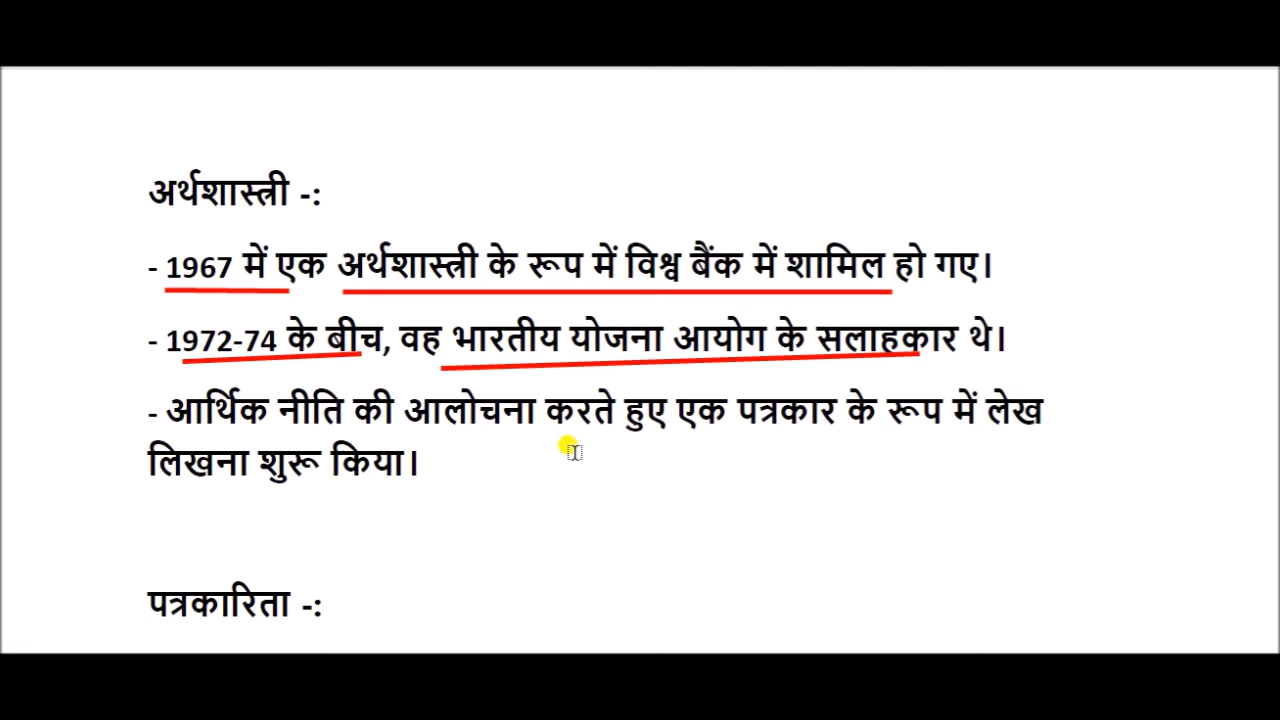 अर्थशास्त्री -:
- 1967 में एक अर्थशास्त्री के रूप में विश्व बैंक में शामिल हो गए।
- 1972-74 के बीच, वह भारतीय योजना आयोग के सलाहकार थे।
- आर्थिक नीति की आलोचना करते हुए एक पत्रकार के रूप में लेख
लिखना शुरू किया।
पत्रकारिता -: